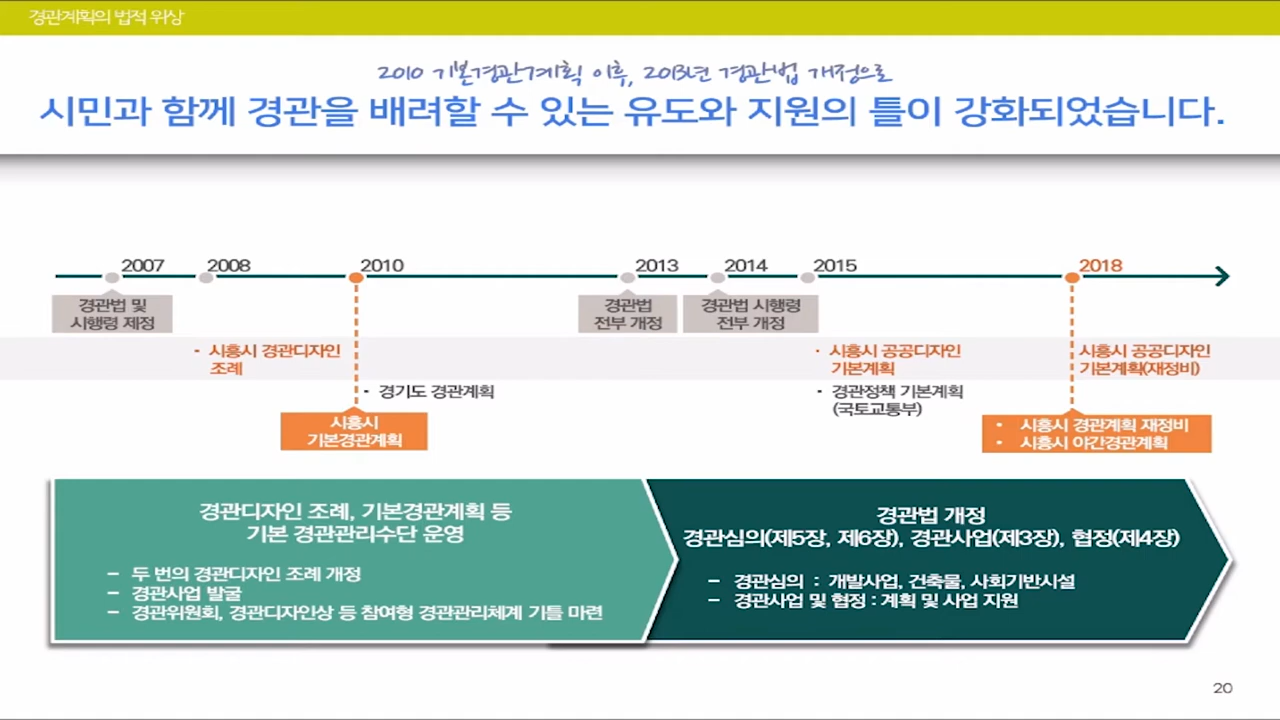 경관계획의 법적 위상
2010 기본경관계획 이후, 2013년 경관법 개정으로
시민과 함께 경관을 배려할 수 있는 유도와 지원의 틀이 강화되었습니다.
2007
2008
2010
2013
2014
2015
2018
경관법 및
시행령 제정
경관법
전부 개정
경관법 시행령
전부 개정
· 시흥시 경관디자인
조례
· 시흥시 공공디자인
기본계획
시흥시 공공디자인
기본계획(재정비)
· 경기도 경관계획
· 경관정책 기본계획
(국토교통부)
시흥시
기본경관계획
• 시흥시 경관계획 재정비
• 시흥시 야간경관계획
경관디자인 조례, 기본경관계획 등
기본 경관관리수단 운영
– 두 번의 경관디자인 조례 개정
– 경관사업 발굴
– 경관위원회, 경관디자인상 등 참여형 경관관리체계 기틀 마련
경관법 개정
경관심의(제5장, 제6장), 경관사업(제3장), 협정(제4장)
– 경관심의 : 개발사업, 건축물, 사회기반시설
– 경관사업 및 협정 : 계획 및 사업 지원
20